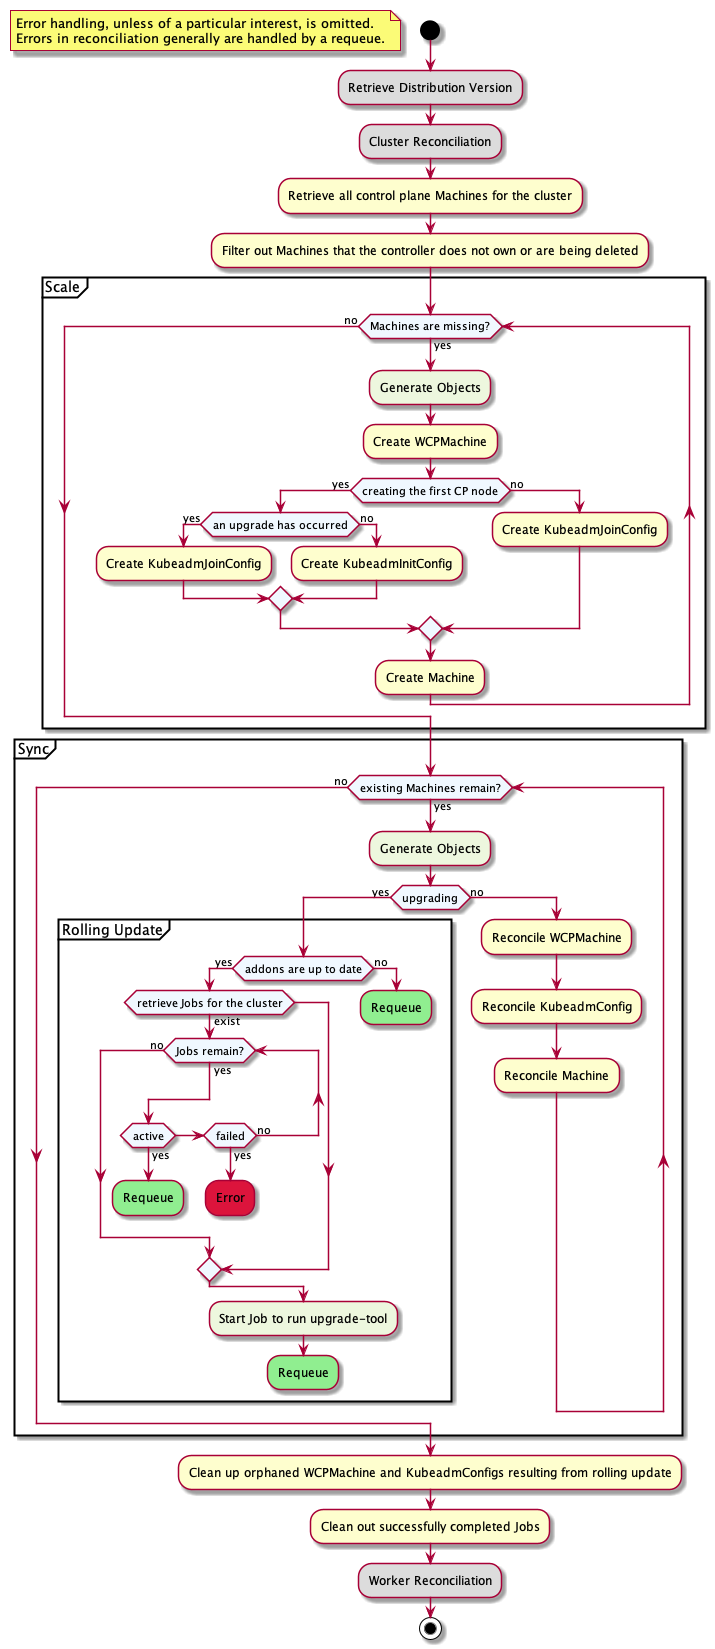 Error handling, unless of a particular interest, is omitted.
Errors in reconciliation generally are handled by a requeue.
Retrieve Distribution Version
Cluster Reconciliation
Retrieve all control plane Machines for the cluster
Filter out Machines that the controller does not own or are being deleted
Scale
no
Machines are missing?
yes
Generate Objects
Create WCPMachine
yes
creating the first CP node
no
yes
an upgrade has occurred
no
Create KubeadmJoinConfig
Create KubeadmJoinConfig
Create KubeadmInitConfig
Create Machine
Sync
no
existing Machines remain?
yes
Generate Objects
yes
upgrading
no
Rolling Update
Reconcile WCPMachine
yes
addons are up to date
no
retrieve Jobs for the cluster
Requeue
Reconcile KubeadmConfig
exist
no
Jobs remain?
yes
Reconcile Machine
active
failed
no
yes
yes
Requeue
Error
Start Job to run upgrade-tool
Requeue
Clean up orphaned WCPMachine and KubeadmConfigs resulting from rolling update
Clean out successfully completed Jobs
Worker Reconciliation